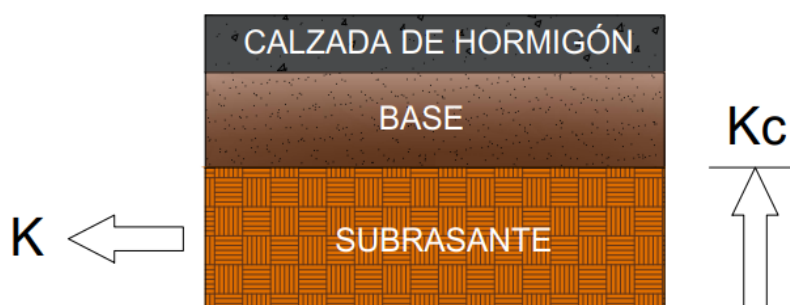 CALZADA DE HORMIGÓN
BASE
Kc
K
SUBRASANTE